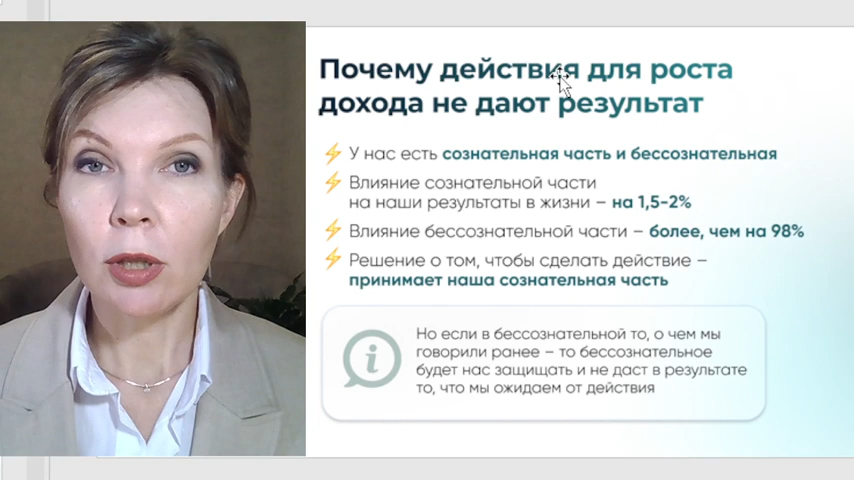 Почему действия для роста
дохода не дают результат
У нас есть сознательная часть и бессознательная
Влияние сознательной части
на наши результаты в жизни – на 1,5-2%
Влияние бессознательной части – более, чем на 98%
Решение о том, чтобы сделать действие –
принимает наша сознательная часть
Но если в бессознательной то, о чем мы
говорили ранее – то бессознательное
будет нас защищать и не даст в результате
то, что мы ожидаем от действия